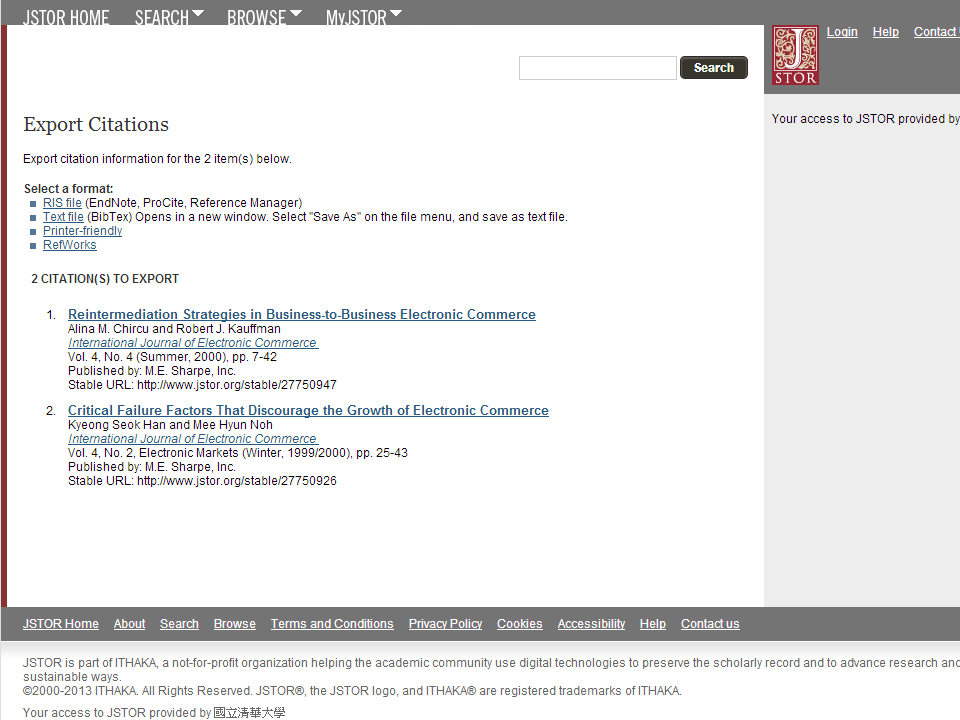 JSTOR HOME SEARCH BROWSE MyJSTOR
Login Help Contact
JSTOR
Search
Your access to JSTOR provided by
Export Citations
Export citation information for the 2 item(s) below.
Select a format:
RIS file (EndNote, ProCite, Reference Manager)
Text file (BibTex) Opens in a new window. Select "Save As" on the file menu, and save as text file.
Printer-friendly
RefWorks
2 CITATION(S) TO EXPORT
1. Reintermediation Strategies in Business-to-Business Electronic Commerce
Alina M. Chircu and Robert J. Kauffman
International Journal of Electronic Commerce
Vol. 4, No. 4 (Summer, 2000), pp. 7-42
Published by: M.E. Sharpe, Inc.
Stable URL: http://www.jstor.org/stable/27750947
2. Critical Failure Factors That Discourage the Growth of Electronic Commerce
Kyeong Seok Han and Mee Hyun Noh
International Journal of Electronic Commerce
Vol. 4, No. 2, Electronic Markets (Winter, 1999/2000), pp. 25-43
Published by: M.E. Sharpe, Inc.
Stable URL: http://www.jstor.org/stable/27750926
JSTOR Home About Search Browse Terms and Conditions Privacy Policy Cookies Accessibility Help Contact us
JSTOR is part of ITHAKA, a not-for-profit organization helping the academic community use digital technologies to preserve the scholarly record and to advance research and
sustainable ways.
©2000-2013 ITHAKA. All Rights Reserved. JSTOR®, the JSTOR logo, and ITHAKA® are registered trademarks of ITHAKA.
Your access to JSTOR provided by 國立清華大學